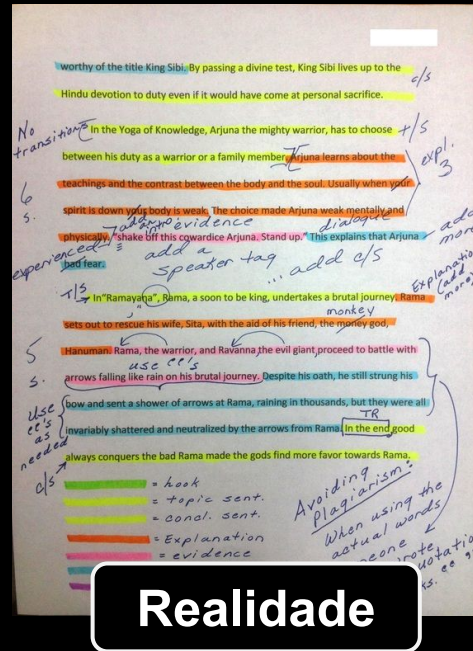 worthy of the title King Sibi. By passing a divine test, King Sibi lives up to the
c/s
Hindu devotion to duty even if it would have come at personal sacrifice.
No transitions
In the Yoga of Knowledge, Arjuna the mighty warrior, has to choose
T/S
between his duty as a warrior or a family member. Arjuna learns about the
expl.
3
teachings and the contrast between the body and the soul. Usually when your
6
s.
spirit is down your body is weak. The choice made Arjuna weak mentally and
add intro evidence
dialogue
physically. "shake off this cowardice Arjuna. Stand up." This explains that Arjuna
add more
experienced
bad fear.
add a speaker tag
... add c/s
Explanation (add more)
T/S
In"Ramayana", Rama, a soon to be king, undertakes a brutal journey. Rama
monkey
sets out to rescue his wife, Sita, with the aid of his friend, the money god,
5
s.
Hanuman. Rama, the warrior, and Ravanna,the evil giant,proceed to battle with
use cc's
arrows falling like rain on his brutal journey. Despite his oath, he still strung his
use cc's as needed
bow and sent a shower of arrows at Rama, raining in thousands, but they were all
TR
invariably shattered and neutralized by the arrows from Rama. In the end good
c/s
always conquers the bad Rama made the gods find more favor towards Rama.
= hook
= topic sent.
= concl. sent.
= Explanation
= evidence
Avoiding Plagiarism:
When using the
actual words
Realidade